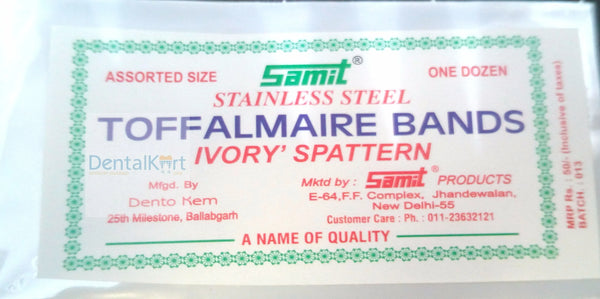 ASSORTED SIZE Samit® ONE DOZEN
STAINLESS STEEL
TOFFALMAIRE BANDS
DentalKart
IVORY' SPATTERN
Mfgd. By
Dento Kem
25th Milestone, Ballabgarh
Mktd by : Samit® PRODUCTS
E-64,F.F. Complex, Jhandewalan,
New Delhi-55
Customer Care : Ph. : 011-23632121
A NAME OF QUALITY
MRP Rs. : 50/- (Inclusive of taxes)
BATCH : 013